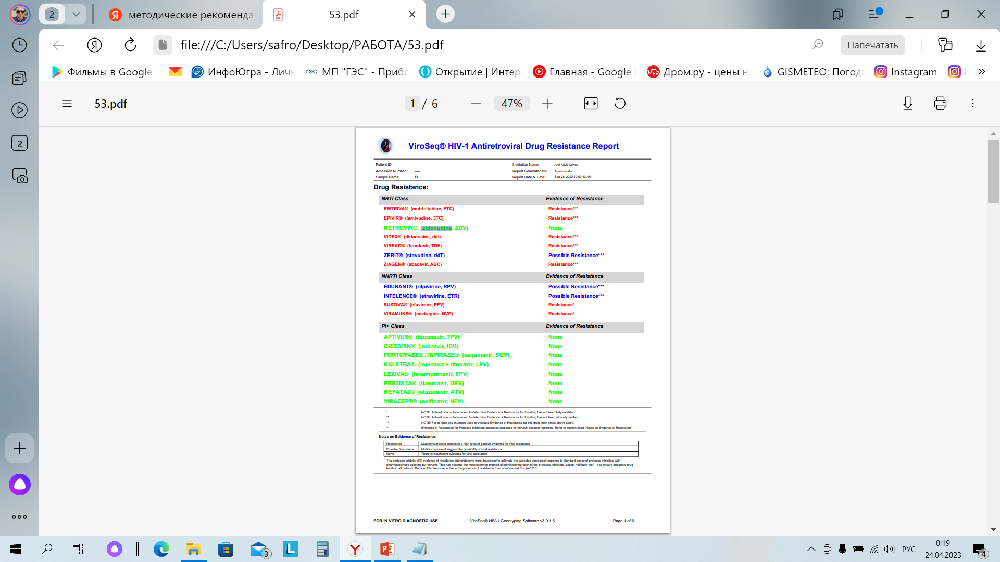 2
методические рекоменда
53.pdf
file:///C:/Users/safro/Desktop/РАБОТА/53.pdf
Напечатать
Фильмы в Google
ИнфоЮгра - Личн
ГЭС
МП "ГЭС" - Прибо
Открытие | Интер
Главная - Google
Дром.ру - цены на
GISMETEO: Погода
Instagram
2
53.pdf
1 / 6
47%
ViroSeq® HIV-1 Antiretroviral Drug Resistance Report
Patient ID: -----
Institution Name: Anti-AIDS Center
Accession Number: -----
Report Generated by: Administrator
Sample Name: 53
Report Date & Time: Sep 28, 2022 10:59:43 AM
Drug Resistance:
NRTI Class Evidence of Resistance
EMTRIVA® (emtricitabine, FTC) Resistance***
EPIVIR® (lamivudine, 3TC) Resistance***
RETROVIR® (zidovudine, ZDV) None
VIDEX® (didanosine, ddI) Resistance***
VIREAD® (tenofovir, TDF) Resistance***
ZERIT® (stavudine, d4T) Possible Resistance***
ZIAGEN® (abacavir, ABC) Resistance***
NNRTI Class Evidence of Resistance
EDURANT® (rilpivirine, RPV) Possible Resistance***
INTELENCE® (etravirine, ETR) Possible Resistance***
SUSTIVA® (efavirenz, EFV) Resistance*
VIRAMUNE® (nevirapine, NVP) Resistance*
PI+ Class Evidence of Resistance
APTIVUS® (tipranavir, TPV) None
CRIXIVAN® (indinavir, IDV) None
FORTOVASE® / INVIRASE® (saquinavir, SQV) None
KALETRA® (lopinavir + ritonavir, LPV) None
LEXIVA® (fosamprenavir, FPV) None
PREZISTA® (darunavir, DRV) None
REYATAZ® (atazanavir, ATV) None
VIRACEPT® (nelfinavir, NFV) None
* NOTE: At least one mutation used to determine Evidence of Resistance for this drug has not been fully validated.
** NOTE: At least one mutation used to determine Evidence of Resistance for this drug has not been clinically verified.
*** NOTE: For at least one mutation used to evaluate Evidence of Resistance for this drug, both notes above apply.
+ Evidence of Resistance for Protease Inhibitors estimates response to ritonavir-boosted regimens. Refer to section titled "Notes on Evidence of Resistance"
Notes on Evidence of Resistance:
Resistance Mutations present constitute a high level of genetic evidence for viral resistance
Possible Resistance Mutations present suggest the possibility of viral resistance
None There is insufficient evidence for viral resistance
The protease inhibitor (PI) evidence of resistance interpretations were developed to estimate the expected virological response to standard doses of protease inhibitors with
pharmacokinetic boosting by ritonavir. This has become the most common method of administering each of the protease inhibitors, except nelfinavir (ref. 1), to ensure adequate drug
levels in all patients. Boosted PIs are more active in the presence of resistance than non-boosted PIs. (ref. 2,3)
FOR IN VITRO DIAGNOSTIC USE
ViroSeq® HIV-1 Genotyping Software v3.0.1.6
Page 1 of 6
3
L
РУС
0:19
24.04.2023
4